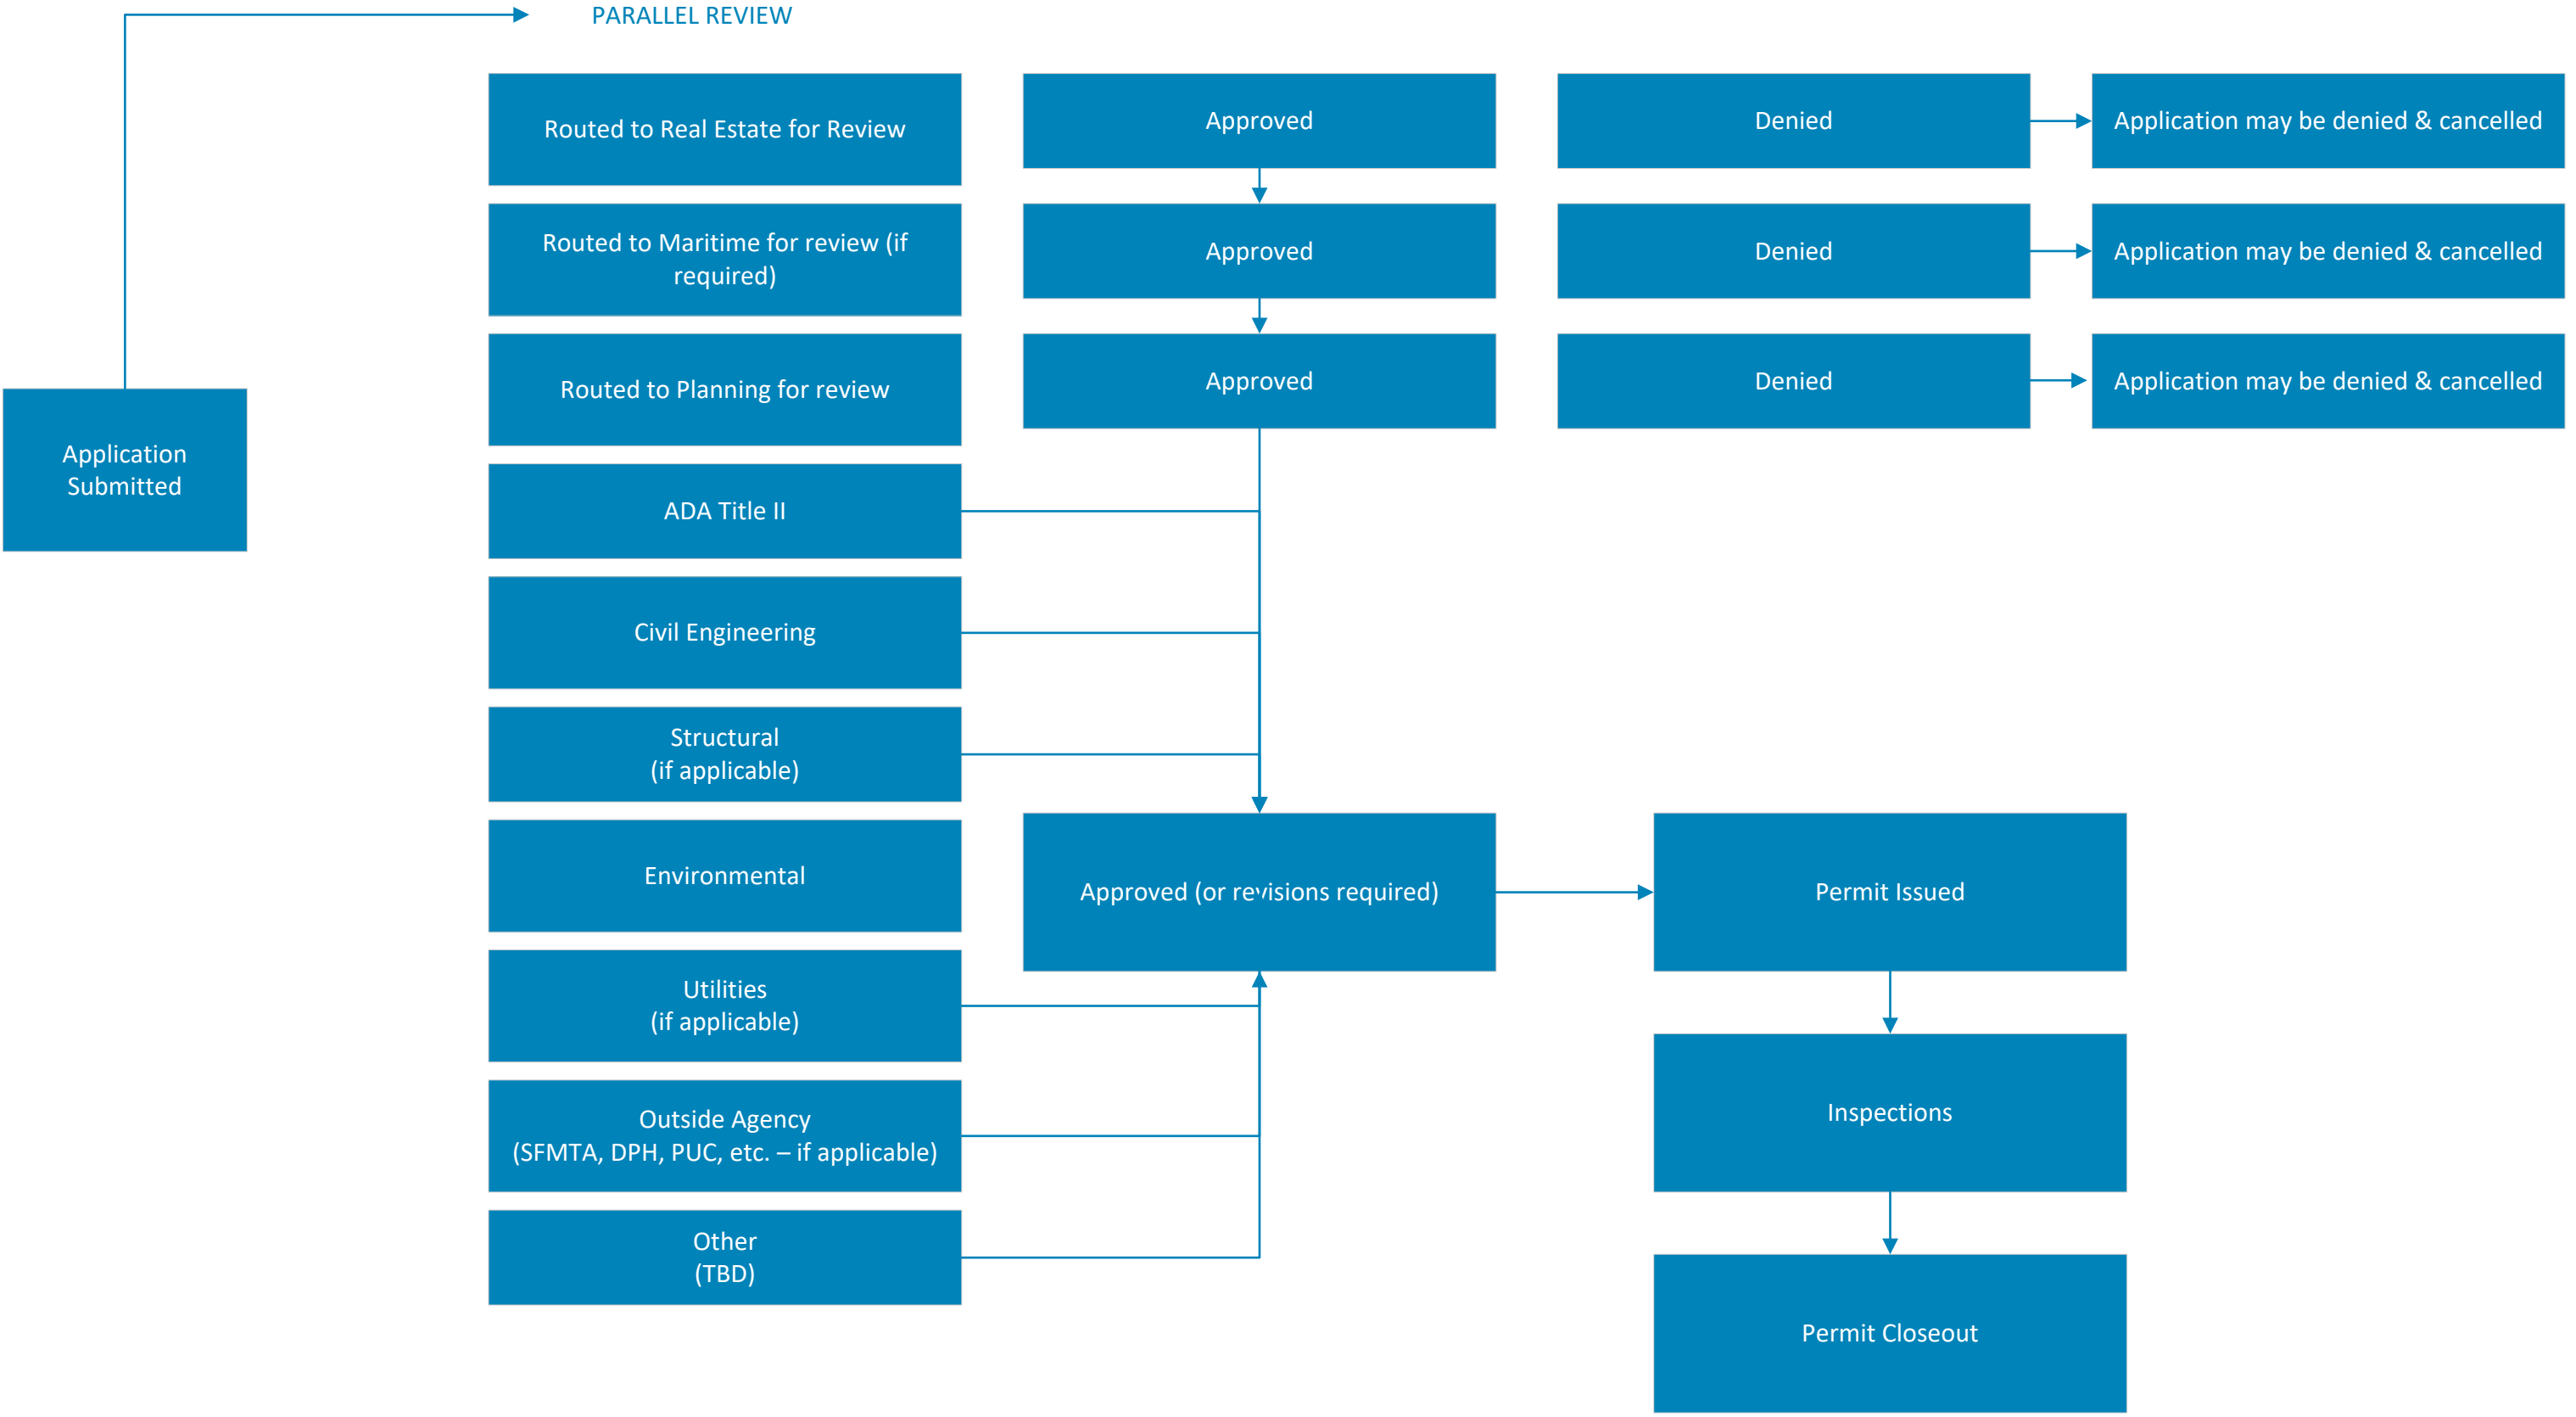 PARALLEL REVIEW
Routed to Real Estate for Review
Approved
Denied
Application may be denied & cancelled
Routed to Maritime for review (if
required)
Approved
Denied
Application may be denied & cancelled
Routed to Planning for review
Approved
Denied
Application may be denied & cancelled
Application
Submitted
ADA Title II
Civil Engineering
Structural
(if applicable)
Environmental
Approved (or revisions required)
Permit Issued
Utilities
(if applicable)
Outside Agency
(SFMTA, DPH, PUC, etc. – if applicable)
Inspections
Other
(TBD)
Permit Closeout